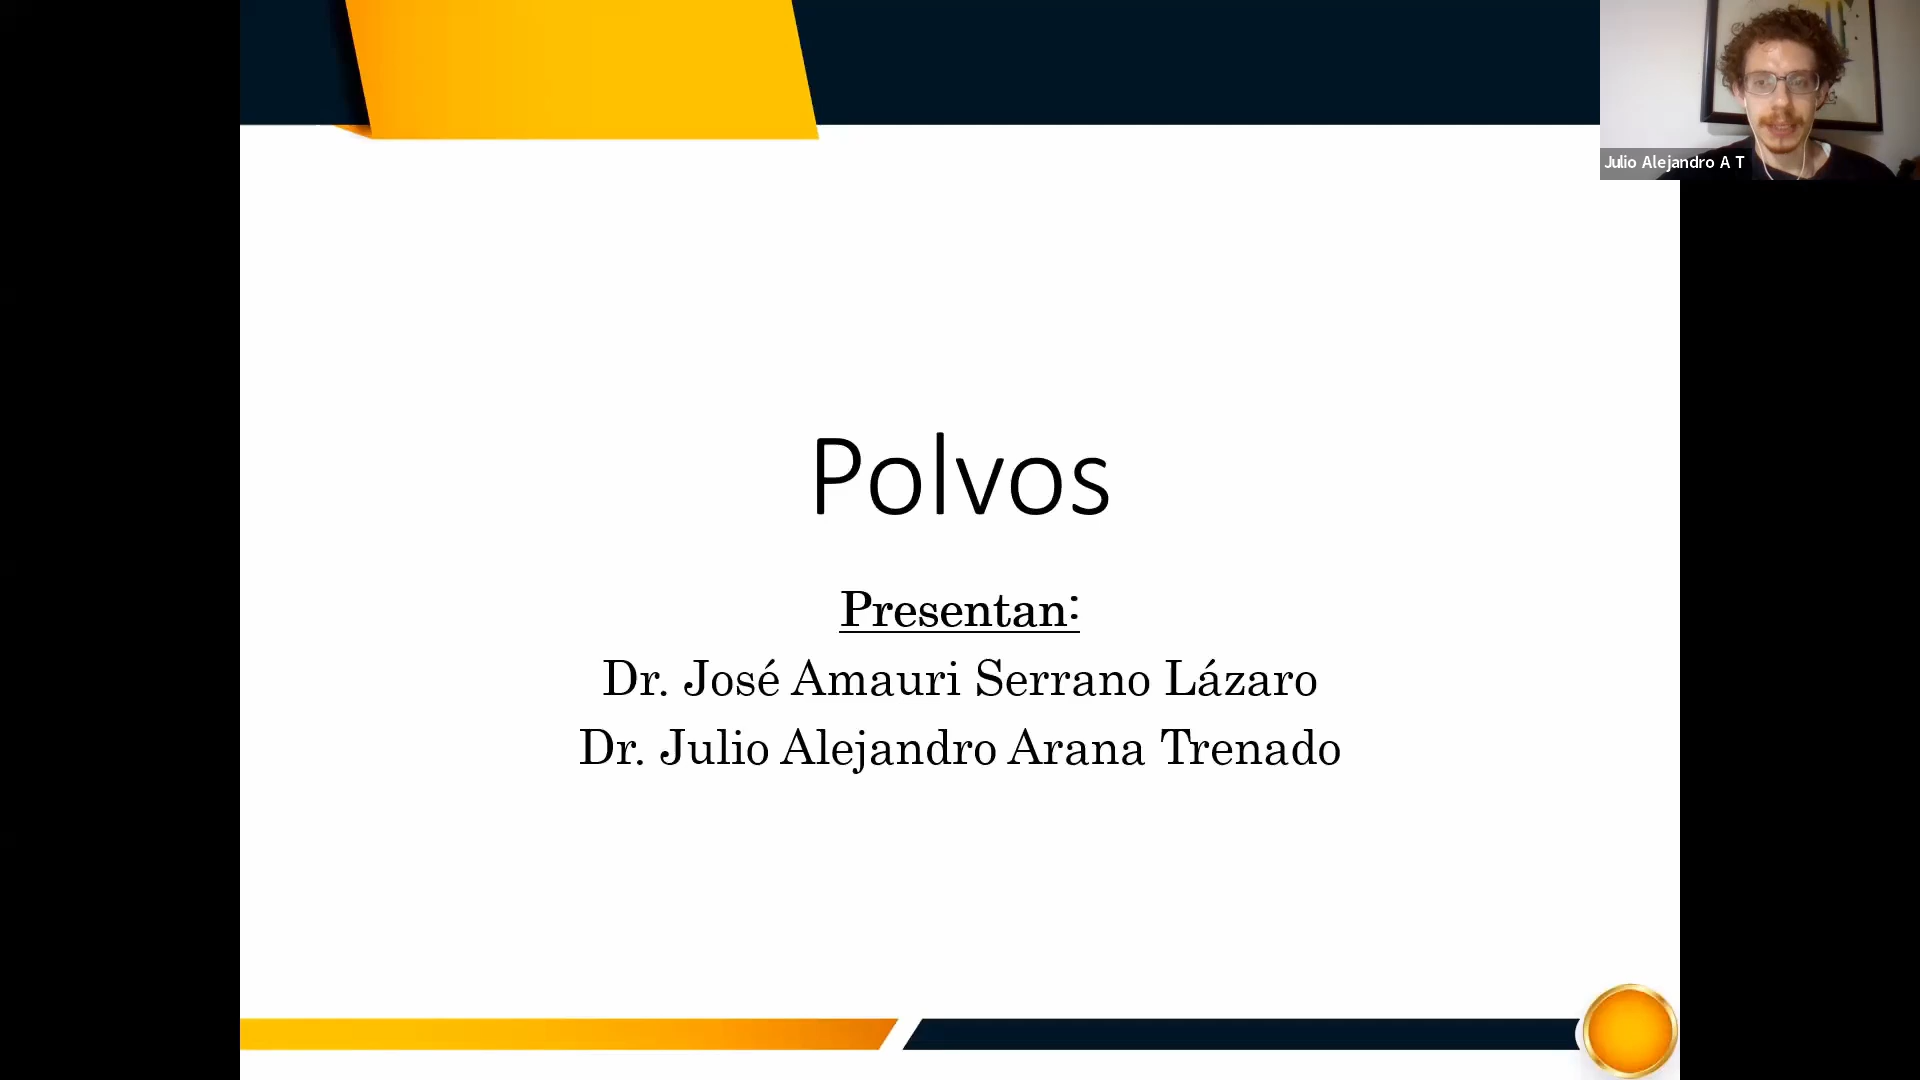 Julio Alejandro A T
Polvos
Presentan:
Dr. José Amauri Serrano Lázaro
Dr. Julio Alejandro Arana Trenado